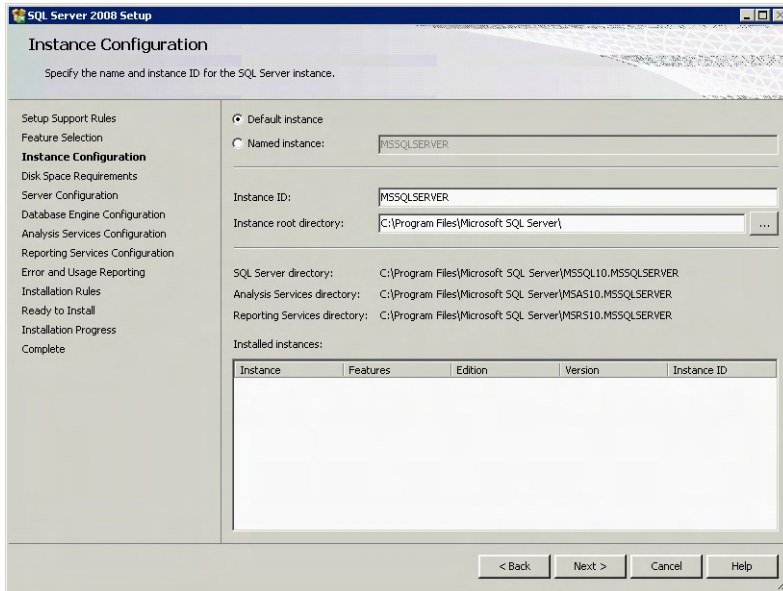 SQL Server 2008 Setup
Instance Configuration
Specify the name and instance ID for the SQL Server instance.
Setup Support Rules
Feature Selection
Instance Configuration
Disk Space Requirements
Server Configuration
Database Engine Configuration
Analysis Services Configuration
Reporting Services Configuration
Error and Usage Reporting
Installation Rules
Ready to Install
Installation Progress
Complete
Default instance
Named instance: MSSQLSERVER
Instance ID: MSSQLSERVER
Instance root directory: C:\Program Files\Microsoft SQL Server\ ...
SQL Server directory: C:\Program Files\Microsoft SQL Server\MSSQL10.MSSQLSERVER
Analysis Services directory: C:\Program Files\Microsoft SQL Server\MSAS10.MSSQLSERVER
Reporting Services directory: C:\Program Files\Microsoft SQL Server\MSRS10.MSSQLSERVER
Installed instances:
Instance Features Edition Version Instance ID
< Back Next > Cancel Help